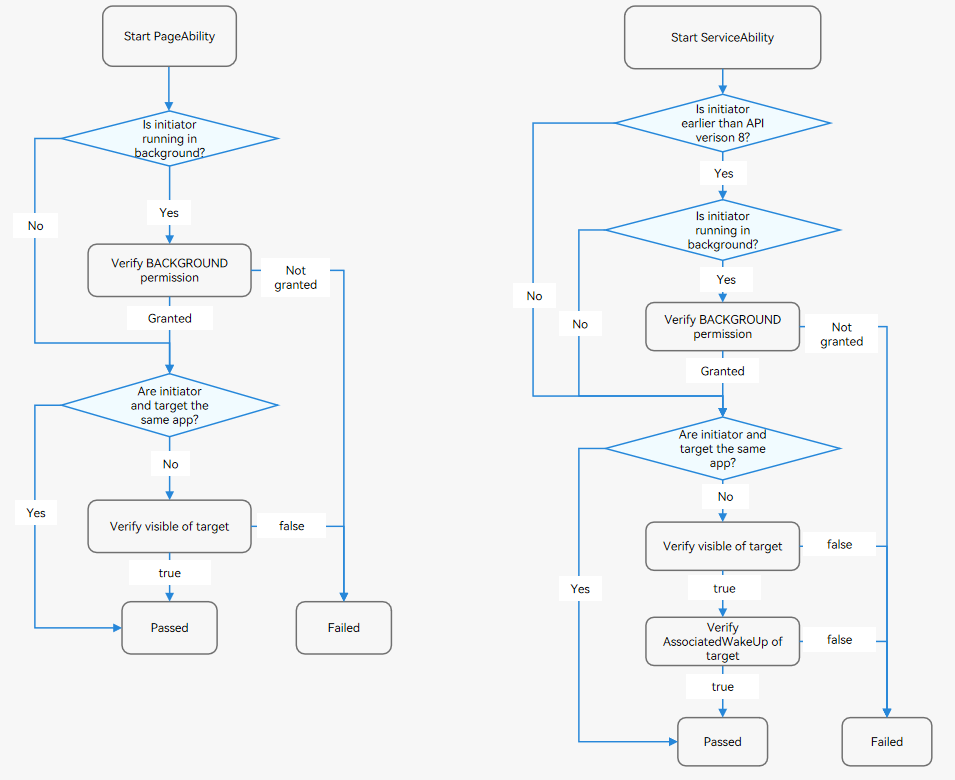 Start PageAbility
Is initiator
running in
background?
Yes
No
Verify BACKGROUND
permission
Not
granted
Granted
Are initiator
and target the
same app?
No
Yes
Verify visible of target
false
true
Passed
Failed
Start ServiceAbility
Is initiator
earlier than API
verison 8?
Yes
Is initiator
running in
background?
Yes
No
No
Verify BACKGROUND
permission
Not
granted
Granted
Are initiator and
target the same
app?
No
Verify visible of target
false
Yes
true
Verify
AssociatedWakeUp of
target
false
true
Passed
Failed